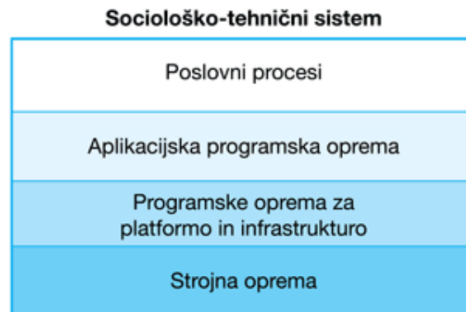 Sociološko-tehnični sistem
Poslovni procesi
Aplikacijska programska oprema
Programske oprema za
platformo in infrastrukturo
Strojna oprema